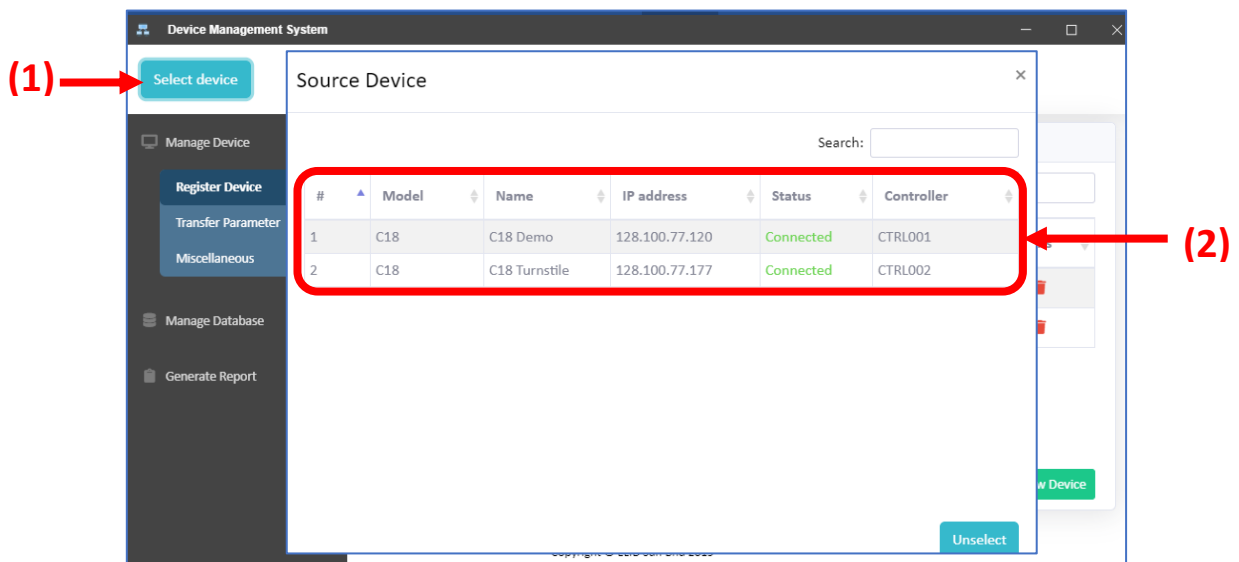 Device Management System
(1)
Select device
Source Device
×
Manage Device
Search:
Register Device
# Model Name IP address Status Controller
Transfer Parameter
1 C18 C18 Demo 128.100.77.120 Connected CTRL001
(2)
Miscellaneous
2 C18 C18 Turnstile 128.100.77.177 Connected CTRL002
Manage Database
Generate Report
w Device
Unselect